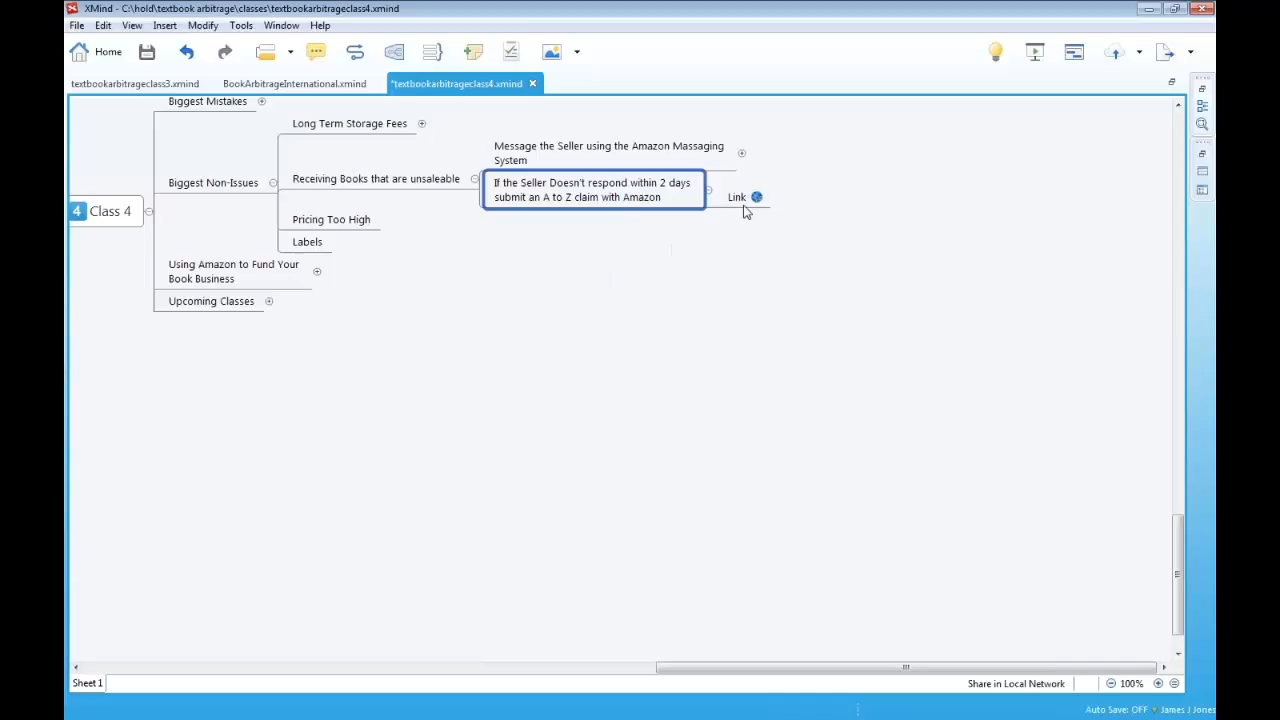 XMind - C:\hold\textbook arbitrage\classes\textbookarbitrageclass4.xmind
File Edit View Insert Modify Tools Window Help
Home
textbookarbitrageclass3.xmind BookArbitrageInternational.xmind *textbookarbitrageclass4.xmind
Biggest Mistakes
Long Term Storage Fees
Message the Seller using the Amazon Massaging
System
Biggest Non-Issues
Receiving Books that are unsaleable
If the Seller Doesn't respond within 2 days
submit an A to Z claim with Amazon
Link
4 Class 4
Pricing Too High
Labels
Using Amazon to Fund Your
Book Business
Upcoming Classes
Sheet 1
Share in Local Network
100%
Auto Save: OFF
James J Jones